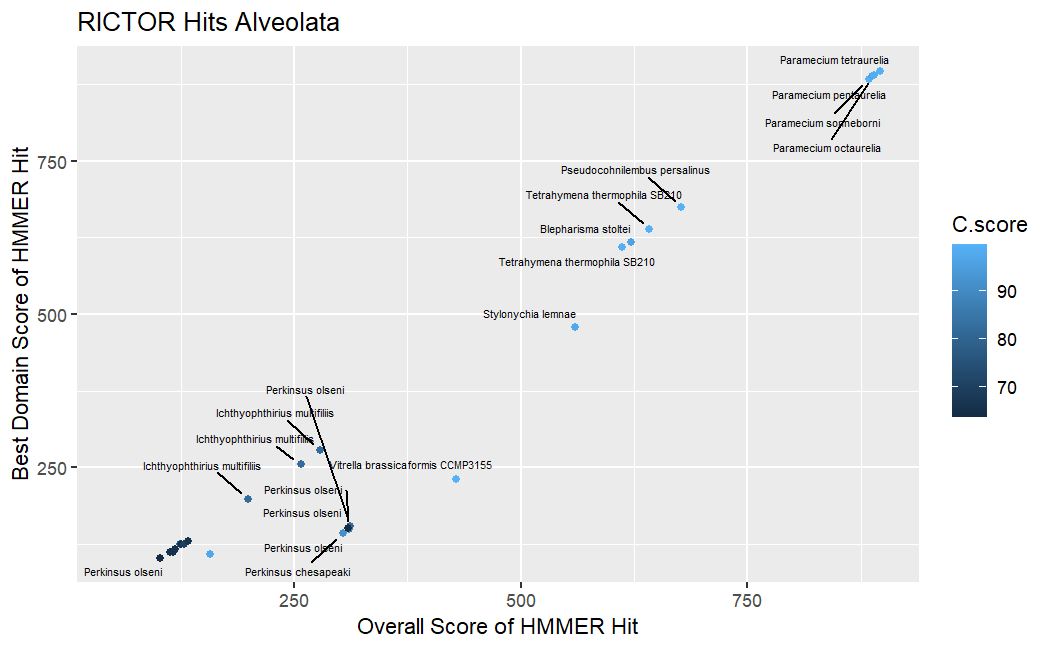 RICTOR Hits Alveolata
Best Domain Score of HMMER Hit
750
500
250
Paramecium tetraurelia
Paramecium pentaurelia
Paramecium sonneborni
Paramecium octaurelia
Pseudocohnilembus persalinus
Tetrahymena thermophila SB210
Blepharisma stoltei
Tetrahymena thermophila SB210
Stylonychia lemnae
Perkinsus olseni
Ichthyophthirius multifiliis
Ichthyophthirius multifiliis
Ichthyophthirius multifiliis
Vitrella brassicaformis CCMP3155
Perkinsus olseni
Perkinsus olseni
Perkinsus olseni
Perkinsus chesapeaki
Perkinsus olseni
250
500
750
Overall Score of HMMER Hit
C.score
90
80
70